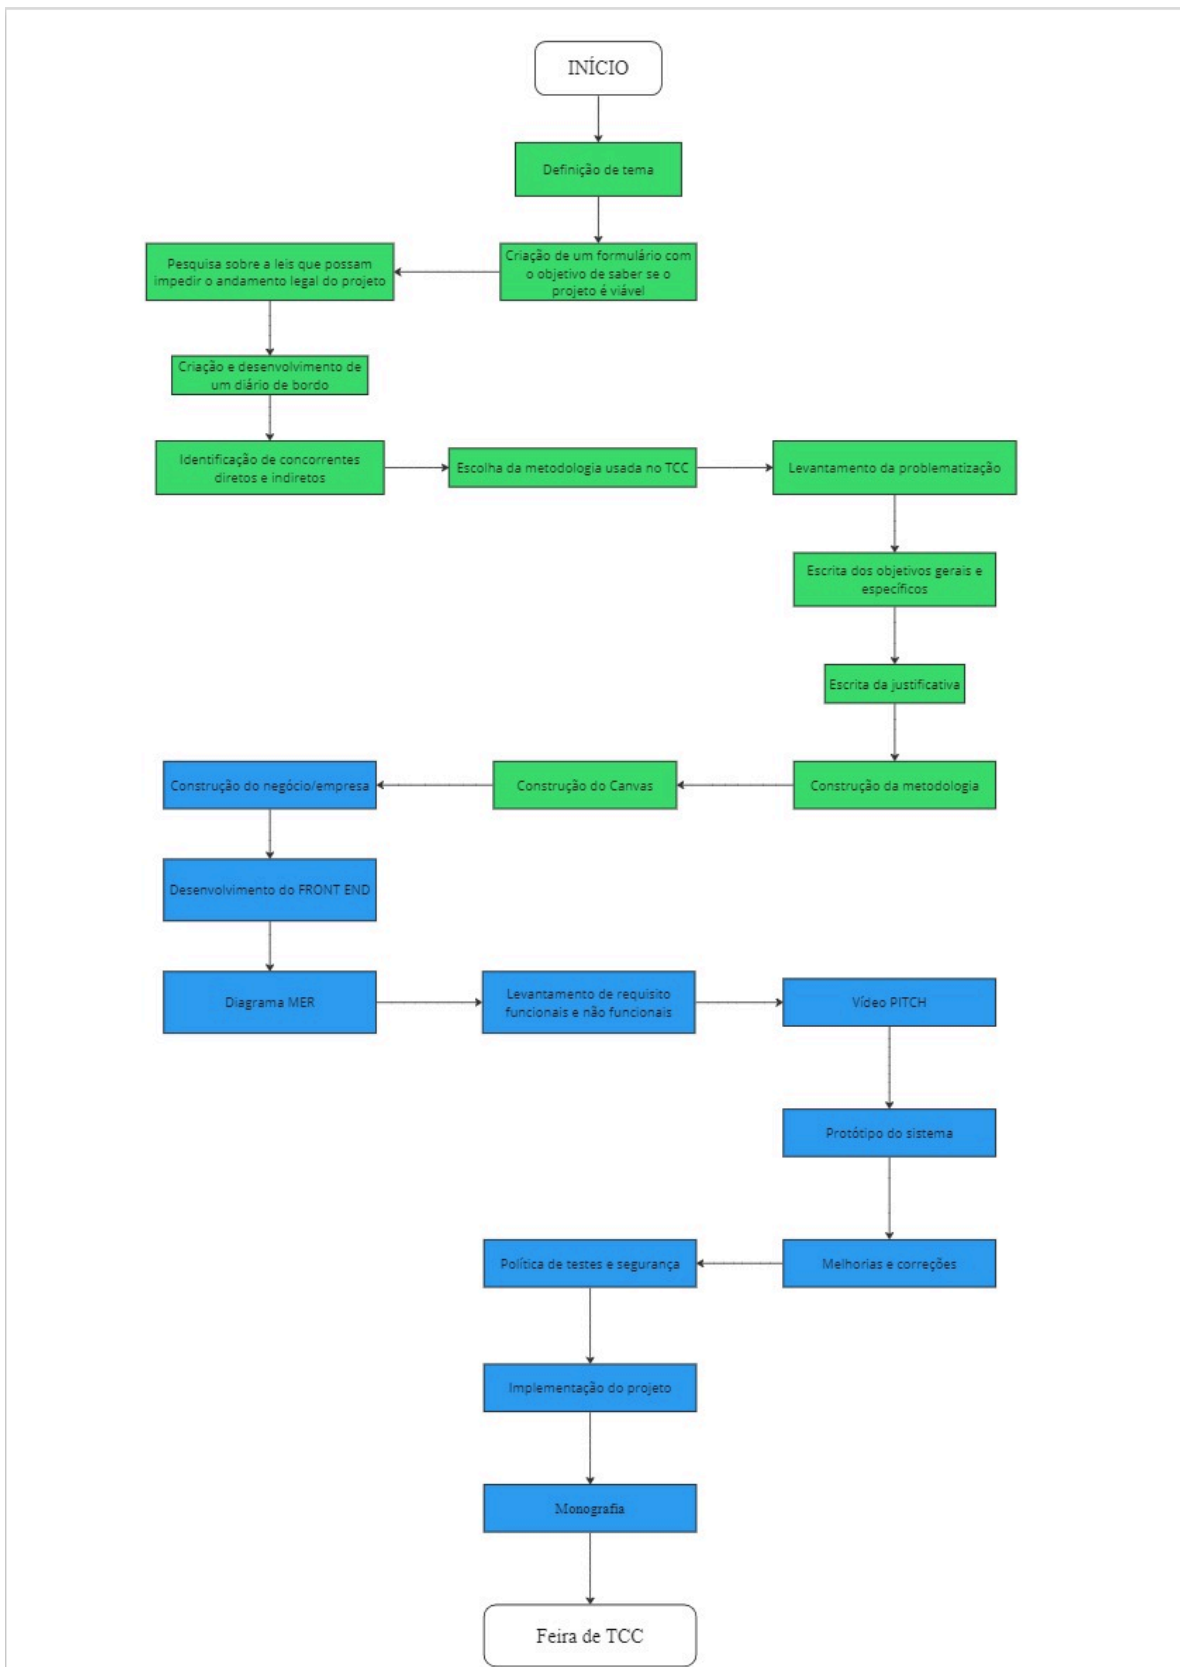 INÍCIO
Definição de tema
Criação de um formulário com
o objetivo de saber se o
projeto é viável
Pesquisa sobre a leis que possam
impedir o andamento legal do projeto
Criação e desenvolvimento de
um diário de bordo
Identificação de concorrentes
diretos e indiretos
Escolha da metodologia usada no TCC
Levantamento da problematização
Escrita dos objetivos gerais e
específicos
Escrita da justificativa
Construção da metodologia
Construção do Canvas
Construção do negócio/empresa
Desenvolvimento do FRONT END
Diagrama MER
Levantamento de requisito
funcionais e não funcionais
Vídeo PITCH
Protótipo do sistema
Melhorias e correções
Política de testes e segurança
Implementação do projeto
Monografia
Feira de TCC